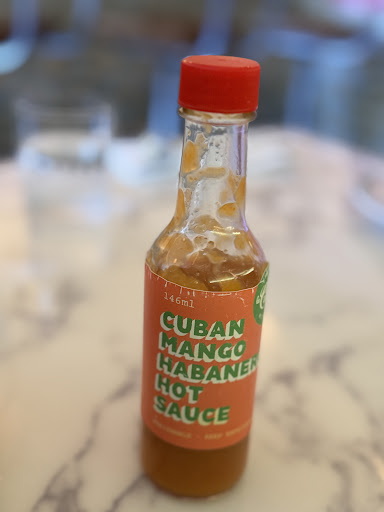 146ml
CUBAN
MANGO
HABANER
HOT
SAUCE